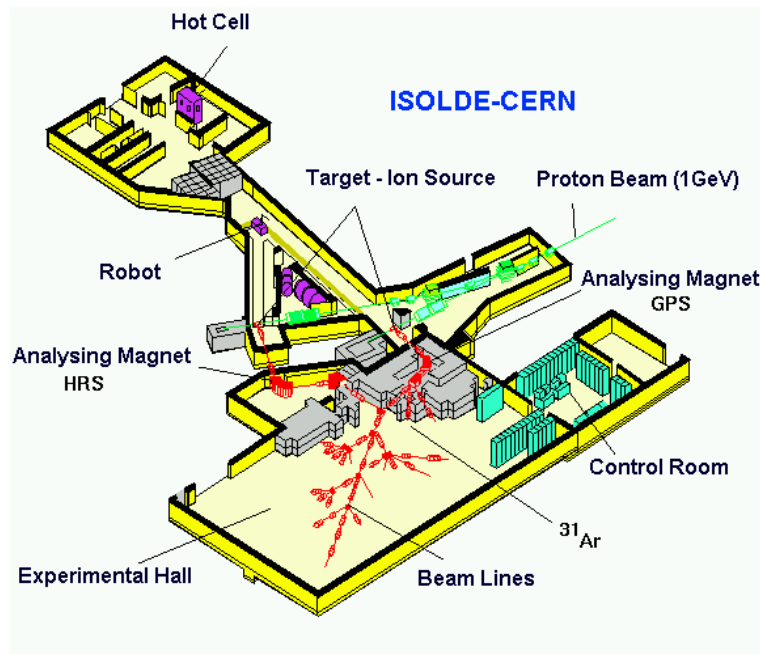 Hot Cell
ISOLDE-CERN
Target - Ion Source
Proton Beam (1GeV)
Robot
Analysing Magnet
GPS
Analysing Magnet
HRS
Control Room
31Ar
Experimental Hall
Beam Lines